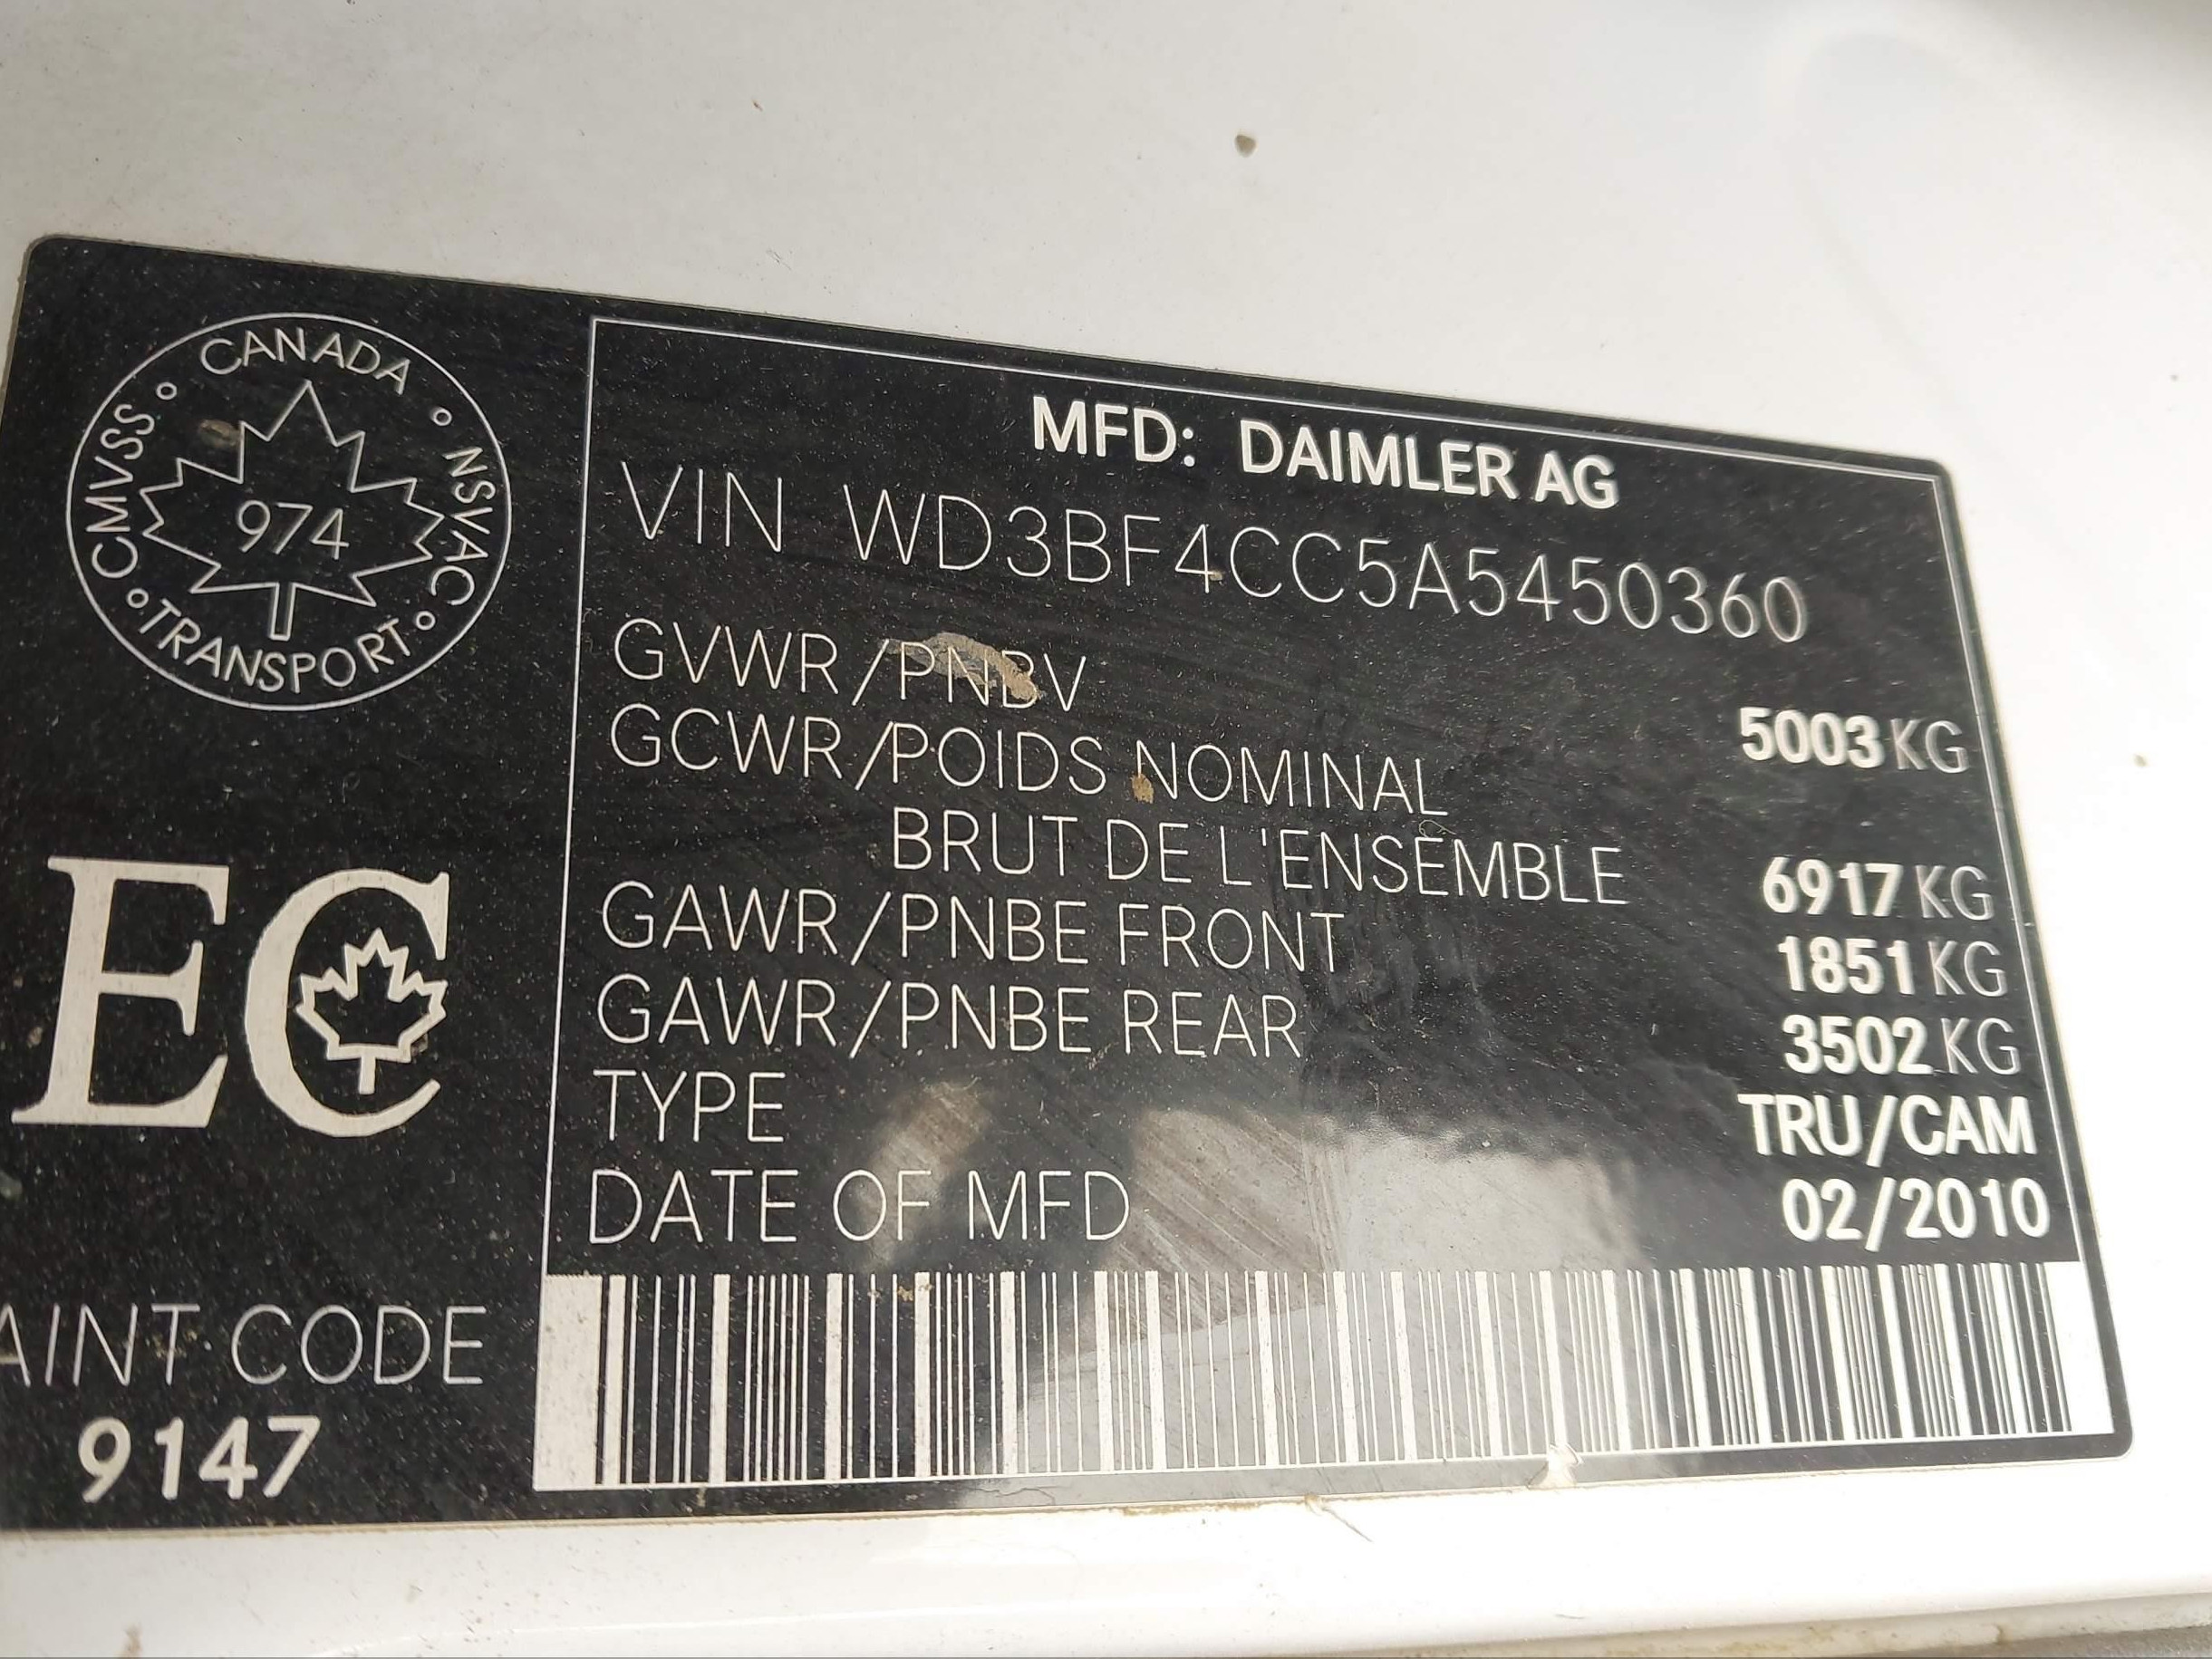 CANADA
CMVSS
NSVAC
974
TRANSPORT
MFD: DAIMLER AG
VIN WD3BF4CC5A5450360
GVWR/PNBV 5003 KG
GCWR/POIDS NOMINAL
BRUT DE L'ENSEMBLE 6917 KG
GAWR/PNBE FRONT 1851 KG
GAWR/PNBE REAR 3502 KG
TYPE TRU/CAM
DATE OF MFD 02/2010
EC
AINT CODE
9147